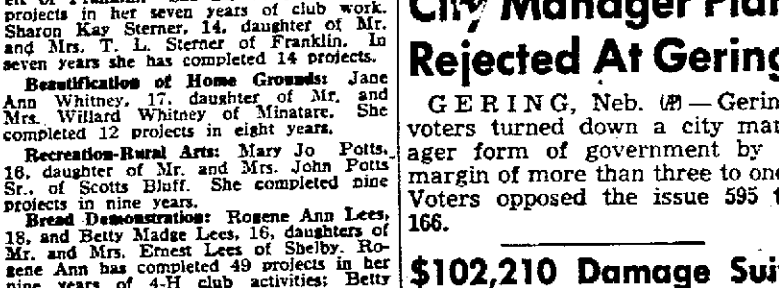 projects in her seven years of club work.
Sharon Kay Sterner, 14, daughter of Mr.
and Mrs. T. L. Sterner of Franklin. In
seven years she has completed 14 projects.
Beautification of Home Grounds: Jane
Ann Whitney, 17, daughter of Mr. and
Mrs. Willard Whitney of Minatare. She
completed 12 projects in eight years.
Recreation-Rural Arts: Mary Jo Potts,
16, daughter of Mr. and Mrs. John Potts
Sr., of Scotts Bluff. She completed nine
projects in nine years.
Bread Demonstration: Rosene Ann Lees,
18, and Betty Madge Lees, 16, daughters of
Mr. and Mrs. Ernest Lees of Shelby. Ro-
sene Ann has completed 49 projects in her
nine years of 4-H club activities; Betty
City Manager Plan
Rejected At Gering
GERING, Neb. (AP) — Gerin
voters turned down a city man
ager form of government by
margin of more than three to one
Voters opposed the issue 595 t
166.
$102,210 Damage Sui